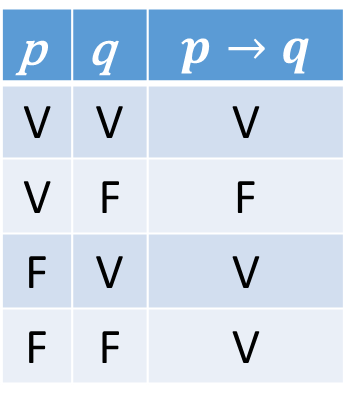 p q p → q
V V V
V F F
F V V
F F V